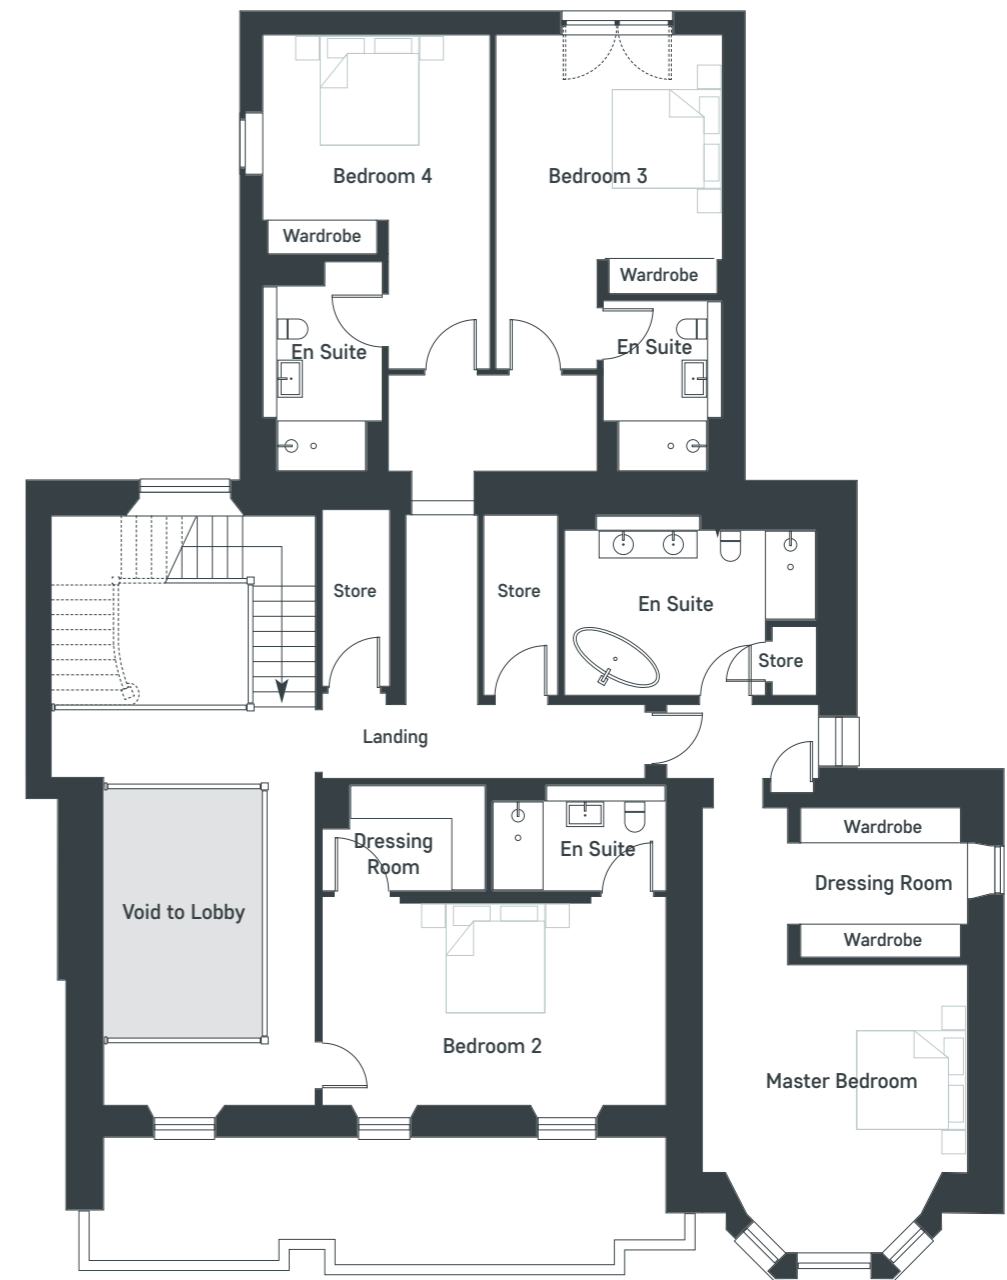 Bedroom 4
Bedroom 3
Wardrobe
Wardrobe
En Suite
En Suite
Store
Store
En Suite
Store
Landing
Wardrobe
Dressing
Room
En Suite
Dressing Room
Void to Lobby
Wardrobe
Bedroom 2
Master Bedroom